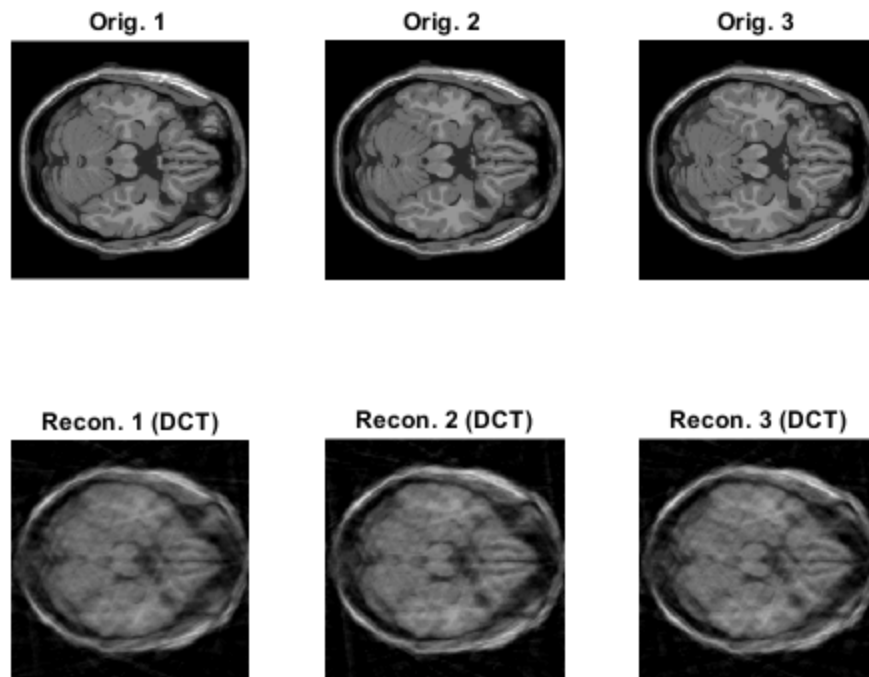 Orig. 1
Orig. 2
Orig. 3
Recon. 1 (DCT)
Recon. 2 (DCT)
Recon. 3 (DCT)